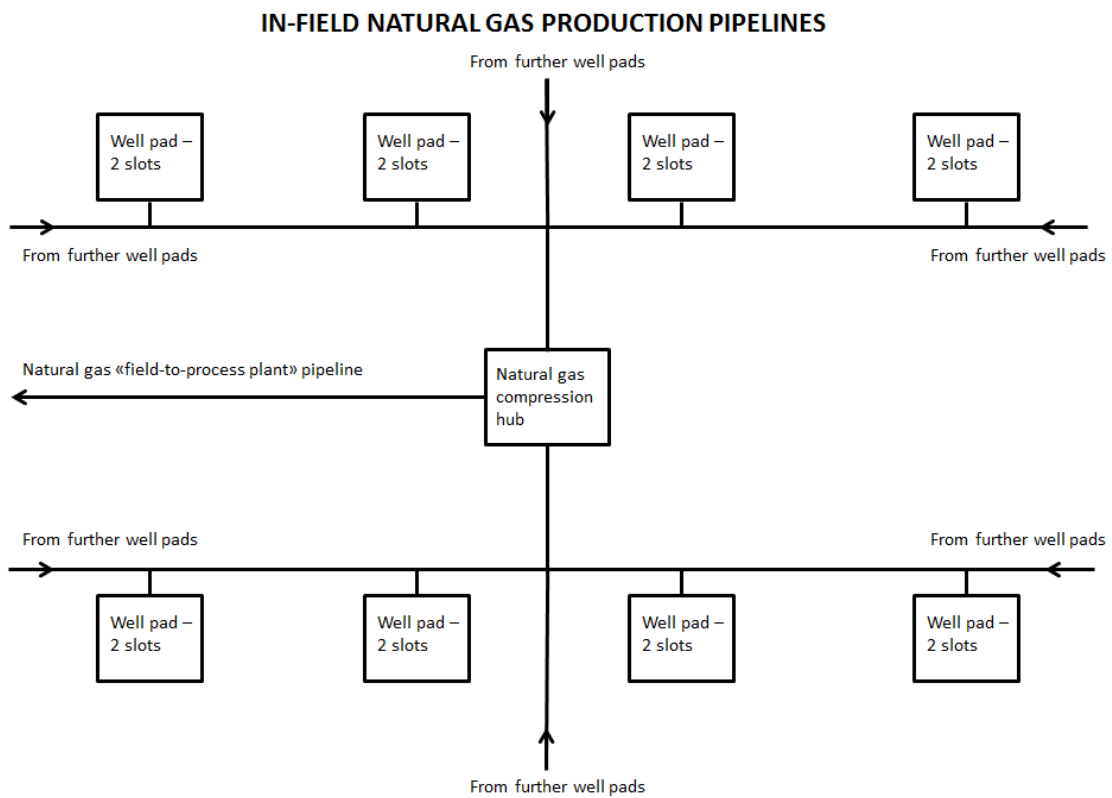 IN-FIELD NATURAL GAS PRODUCTION PIPELINES
From further well pads
Well pad –
2 slots
Well pad –
2 slots
Well pad –
2 slots
Well pad –
2 slots
From further well pads
From further well pads
Natural gas «field-to-process plant» pipeline
Natural gas
compression
hub
From further well pads
From further well pads
Well pad –
2 slots
Well pad –
2 slots
Well pad –
2 slots
Well pad –
2 slots
From further well pads